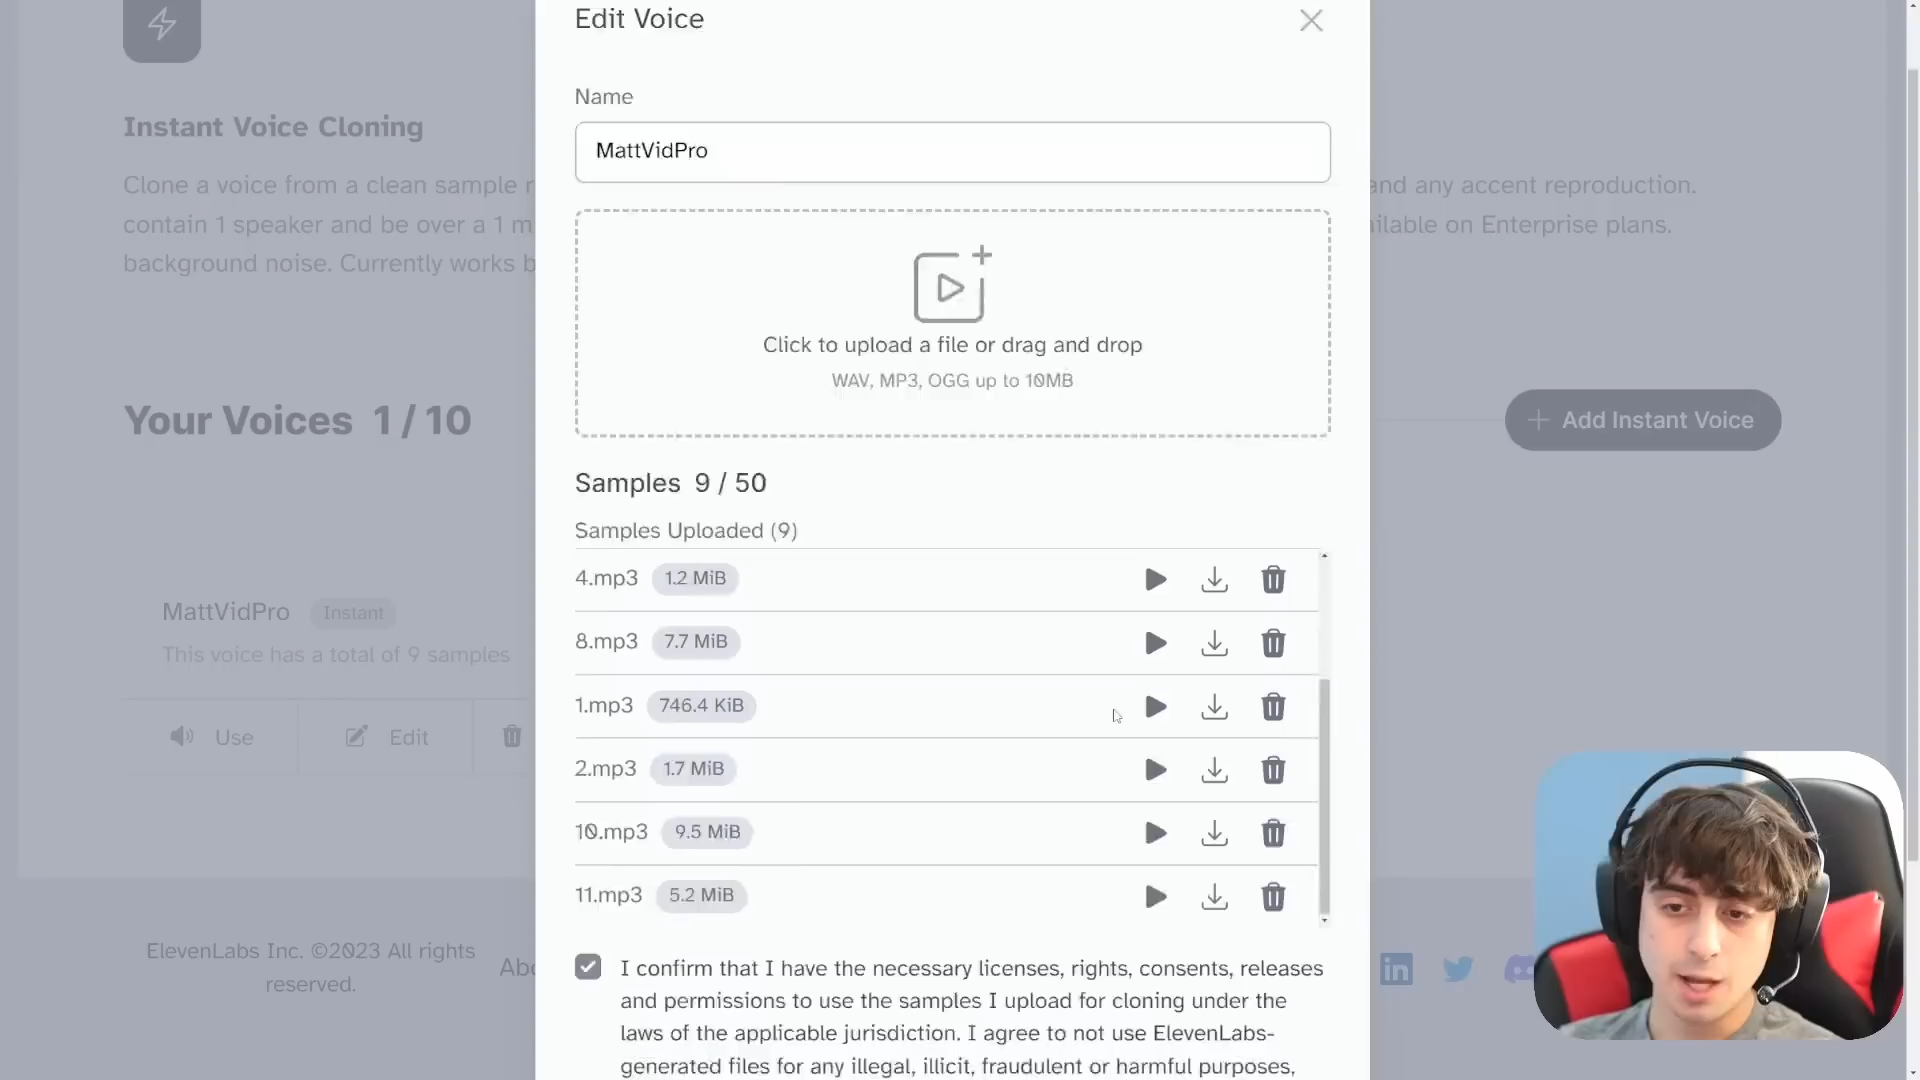 Edit Voice
Name
MattVidPro
Click to upload a file or drag and drop
WAV, MP3, OGG up to 10MB
Samples 9 / 50
Samples Uploaded (9)
4.mp3 1.2 MiB
8.mp3 7.7 MiB
1.mp3 746.4 KiB
2.mp3 1.7 MiB
10.mp3 9.5 MiB
11.mp3 5.2 MiB
I confirm that I have the necessary licenses, rights, consents, releases
and permissions to use the samples I upload for cloning under the
laws of the applicable jurisdiction. I agree to not use ElevenLabs-
generated files for any illegal, illicit, fraudulent or harmful purposes,
Instant Voice Cloning
Clone a voice from a clean sample r
and any accent reproduction.
contain 1 speaker and be over a 1 m
ilable on Enterprise plans.
background noise. Currently works b
Your Voices 1 / 10
Add Instant Voice
MattVidPro Instant
This voice has a total of 9 samples
Use Edit
ElevenLabs Inc. ©2023 All rights
reserved.
Abo